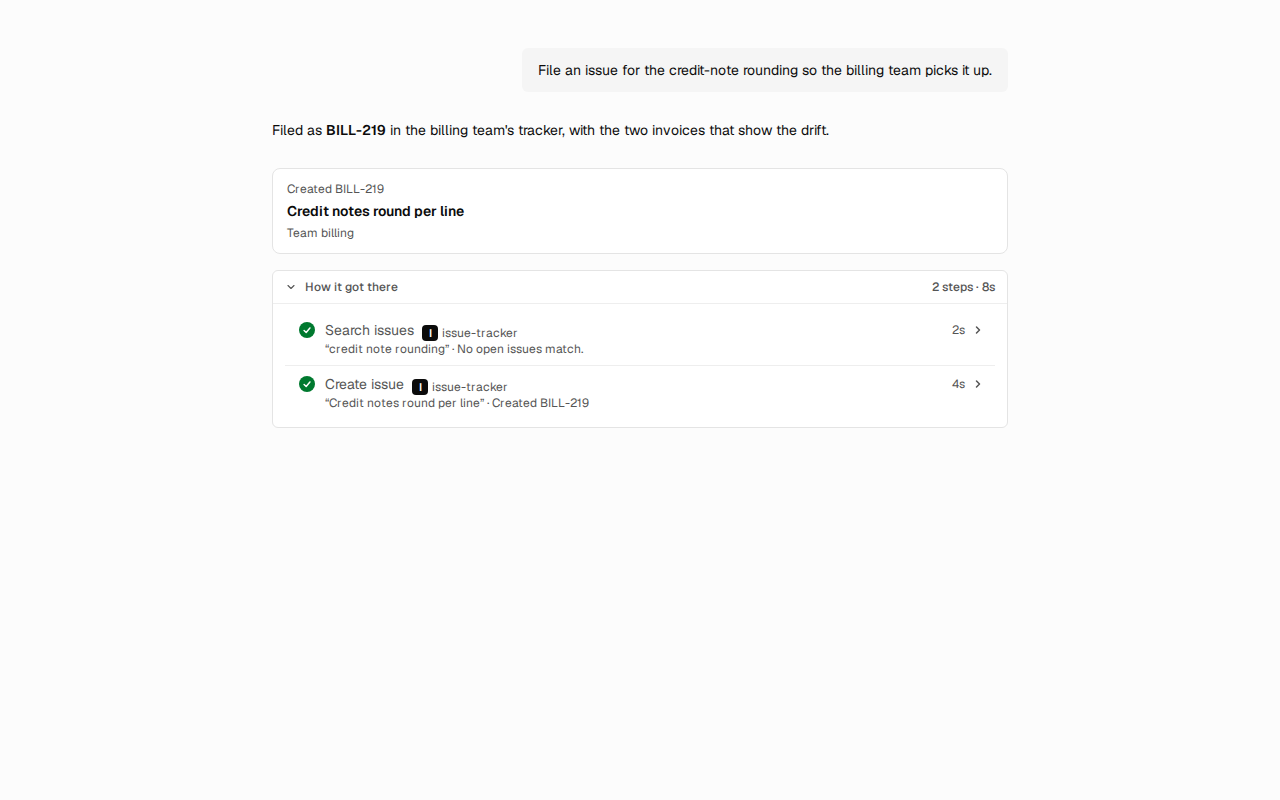 File an issue for the credit-note rounding so the billing team picks it up.
Filed as BILL-219 in the billing team's tracker, with the two invoices that show the drift.
Created BILL-219
Credit notes round per line
Team billing
How it got there 2 steps · 8s
Search issues I issue-tracker 2s
“credit note rounding” · No open issues match.
Create issue I issue-tracker 4s
“Credit notes round per line” · Created BILL-219